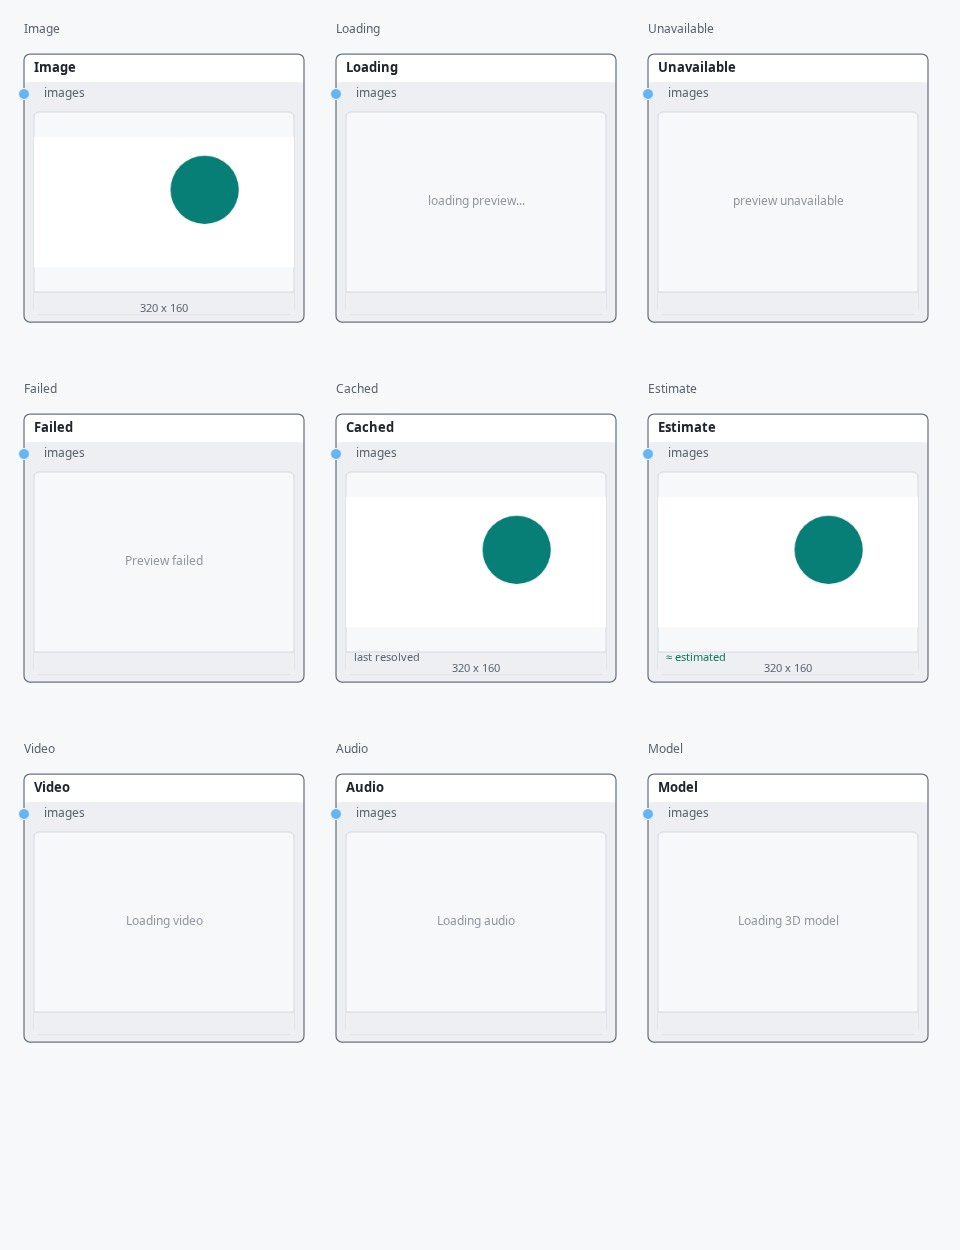 Image
Loading
Unavailable
Image
Loading
Unavailable
images
images
images
loading preview...
preview unavailable
320 x 160
Failed
Cached
Estimate
Failed
Cached
Estimate
images
images
images
Preview failed
last resolved
320 x 160
≈ estimated
320 x 160
Video
Audio
Model
Video
Audio
Model
images
images
images
Loading video
Loading audio
Loading 3D model